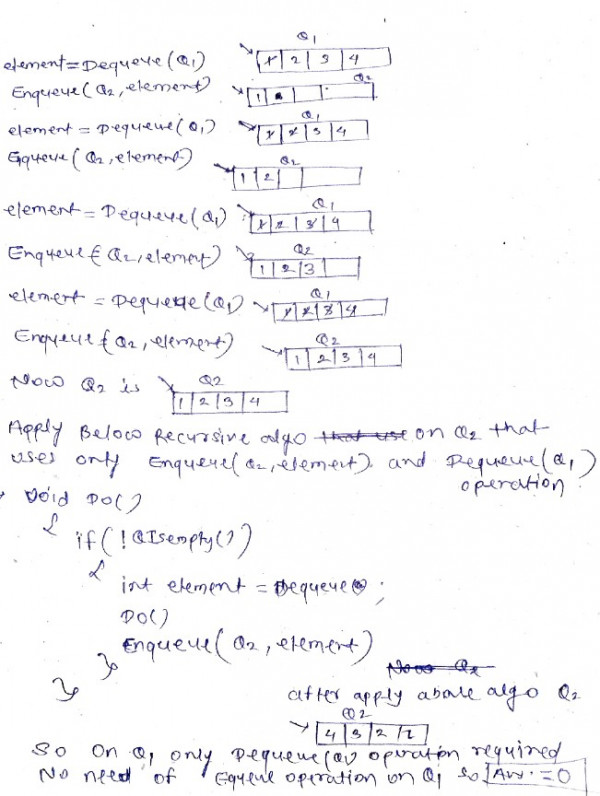 Q1
element = Dequeue(Q1) 1 2 3 4
Q2
Enqueue(Q2, element) 1
Q1
element = Dequeue(Q1) 1 2 3 4
Q2
Eqqueue(Q2, element) 1 2
Q1
element = Dequeue(Q1) 1 2 3 4
Q2
Enqueue(Q2, element) 1 2 3
Q1
element = Dequeue(Q1) 1 2 3 4
Q2
Enqueue(Q2, element) 1 2 3 4
Now Q2 is Q2
1 2 3 4
Apply Below Recursive algo that use on Q2 that
uses only Enqueue(Q2, element) and Dequeue(Q1)
operation
Void DO()
{
if(!QIsempty())
{
int element = Dequeue();
DO()
Enqueue(Q2, element)
}
Now Q2
}
after apply above algo Q2
Q2
4 3 2 1
So On Q1 only Dequeue(Q1) operation required
No need of Eqeue operation on Q1 so Ans. = 0